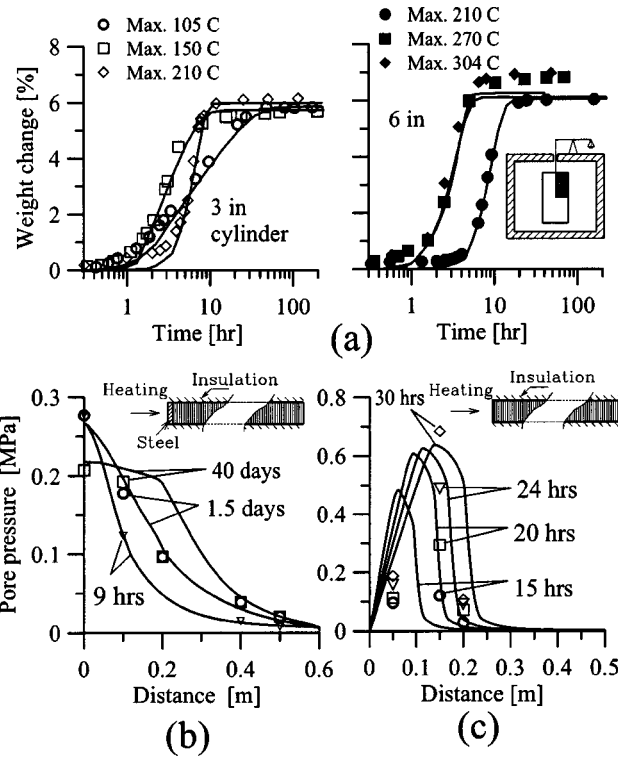 Max. 105 C
Max. 150 C
Max. 210 C
Max. 210 C
Max. 270 C
Max. 304 C
Weight change [%]
8
6
4
2
0
3 in
cylinder
6 in
1 10 100
Time [hr]
1 10 100
Time [hr]
(a)
Pore pressure [MPa]
0.3
0.2
0.1
0
Heating
Insulation
Steel
40 days
1.5 days
9 hrs
0 0.2 0.4 0.6
Distance [m]
(b)
0.8
0.6
0.4
0.2
0
30 hrs
Heating
Insulation
24 hrs
20 hrs
15 hrs
0 0.1 0.2 0.3 0.4 0.5
Distance [m]
(c)